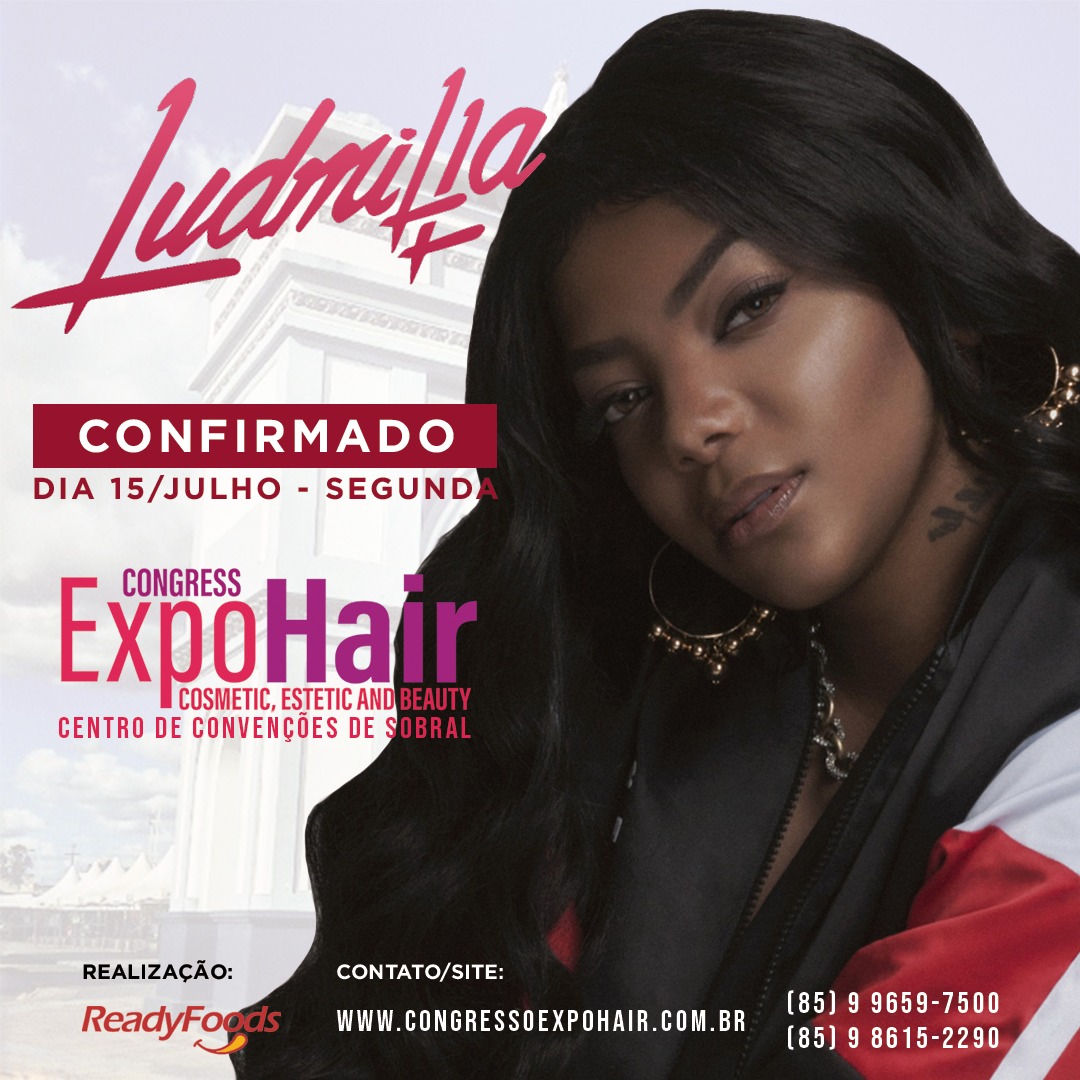 Ludmilla
CONFIRMADO
DIA 15/JULHO - SEGUNDA
CONGRESS
ExpoHair
COSMETIC, ESTETIC AND BEAUTY
CENTRO DE CONVENÇÕES DE SOBRAL
REALIZAÇÃO:
ReadyFoods
CONTATO/SITE:
WWW.CONGRESSOEXPOHAIR.COM.BR
(85) 9 9659-7500
(85) 9 8615-2290